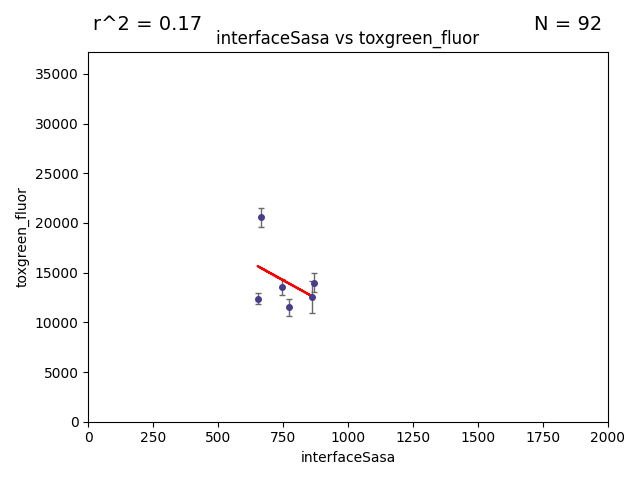 r^2 = 0.17
N = 92
interfaceSasa vs toxgreen_fluor
35000
30000
25000
20000
15000
10000
5000
0
toxgreen_fluor
0 250 500 750 1000 1250 1500 1750 2000
interfaceSasa